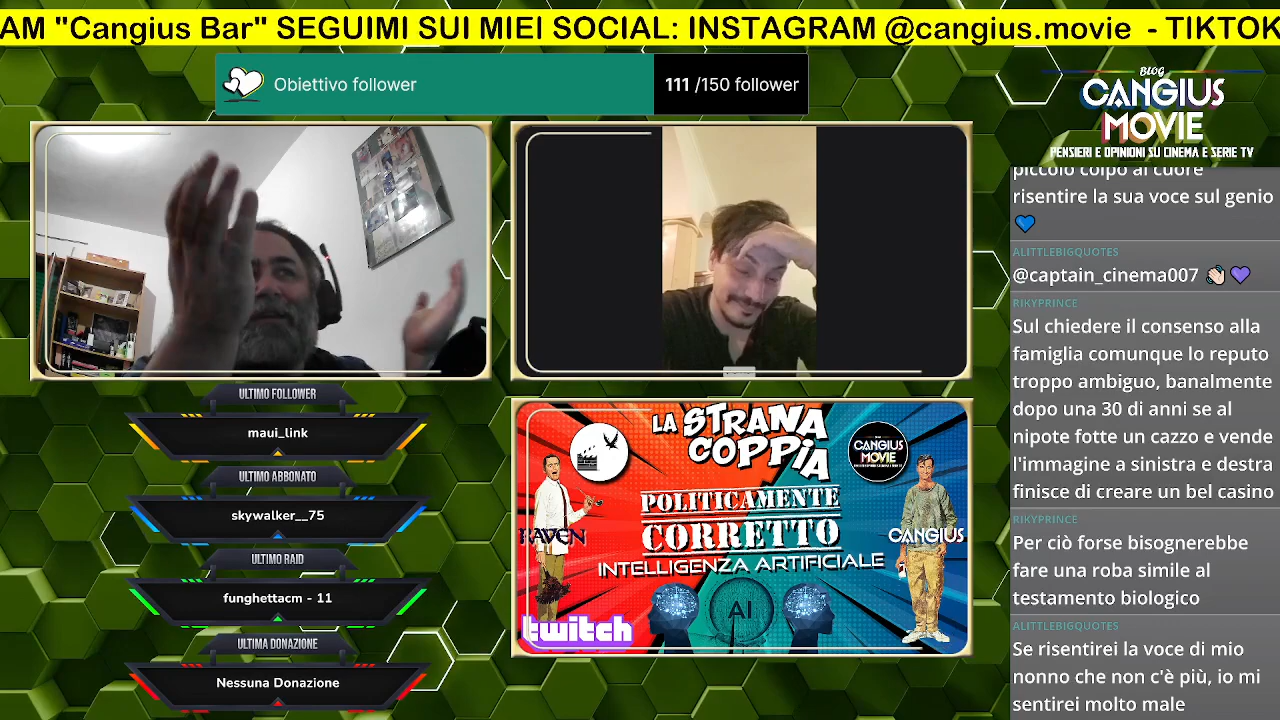 AM "Cangius Bar" SEGUIMI SUI MIEI SOCIAL: INSTAGRAM @cangius.movie - TIKTOK
Obiettivo follower
111 /150 follower
BLOG
CANGIUS
MOVIE
PENSIERI E OPINIONI SU CINEMA E SERIE TV
piccolo colpo al cuore
risentire la sua voce sul genio
💙
ALITTLEBIGQUOTES
@captain_cinema007 👏🏻💜
RIKYPRINCE
Sul chiedere il consenso alla
famiglia comunque lo reputo
troppo ambiguo, banalmente
dopo una 30 di anni se al
nipote fotte un cazzo e vende
l'immagine a sinistra e destra
finisce di creare un bel casino
RIKYPRINCE
Per ciò forse bisognerebbe
fare una roba simile al
testamento biologico
ALITTLEBIGQUOTES
Se risentirei la voce di mio
nonno che non c'è più, io mi
sentirei molto male
ULTIMO FOLLOWER
maui_link
ULTIMO ABBONATO
skywalker__75
ULTIMO RAID
funghettacm - 11
ULTIMA DONAZIONE
Nessuna Donazione
LA STRANA
COPPIA
CANGIUS
MOVIE
POLITICAMENTE
CORRETTO
INTELLIGENZA ARTIFICIALE
RAVEN
CANGIUS
AI
twitch